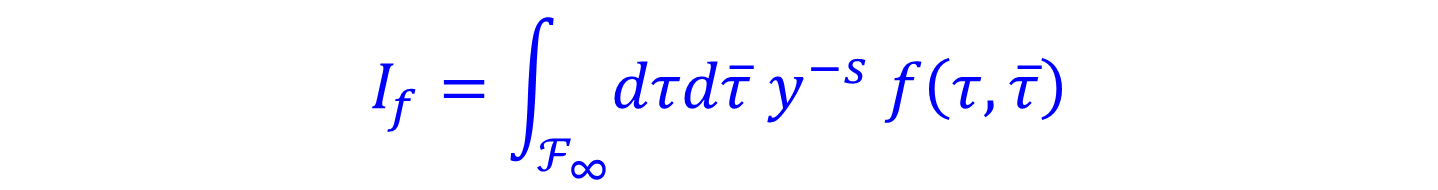 I_f = ∫_{ℱ_∞} dτdτ̄ y^{−s} f(τ, τ̄)